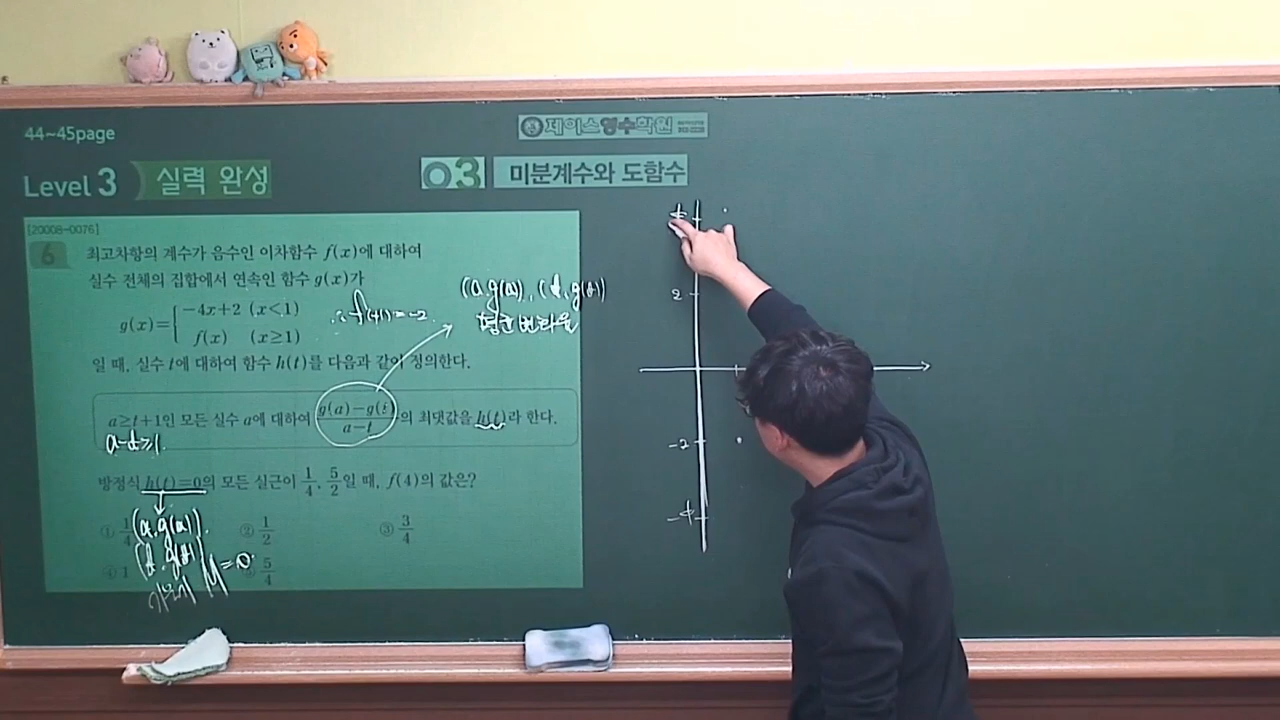 44~45page
제이스영수학원
Level 3 실력 완성
03 미분계수와 도함수
[20008-0076]
6 최고차항의 계수가 음수인 이차함수 f(x)에 대하여
실수 전체의 집합에서 연속인 함수 g(x)가
g(x)={ -4x+2 (x<1)
f(x) (x≥1)
∴ f(1)=-2
(a, g(a)), (t, g(t))
평균변화율
일 때, 실수 t에 대하여 함수 h(t)를 다음과 같이 정의한다.
a≥t+1인 모든 실수 a에 대하여 g(a)-g(t)/a-t의 최댓값을 h(t)라 한다.
a-t≥1
방정식 h(t)=0의 모든 실근이 1/4, 5/2일 때, f(4)의 값은?
① 1/4 ② 1/2 ③ 3/4
④ 1 ⑤ 5/4
(a, g(a)).
(t, g(t))
기울기 M=0
4
2
-2
-4